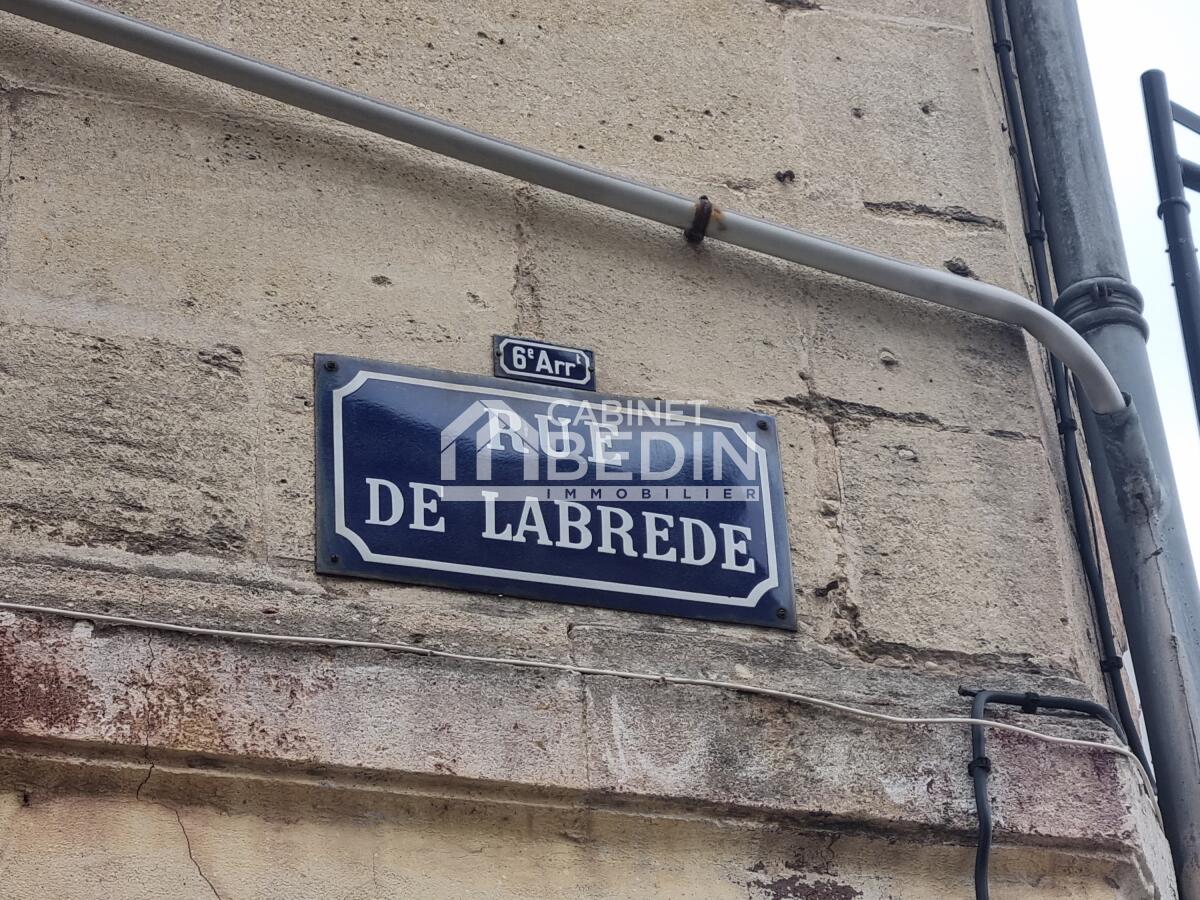 6e Arrt
RUE
DE LABREDE
CABINET
BEDIN
IMMOBILIER